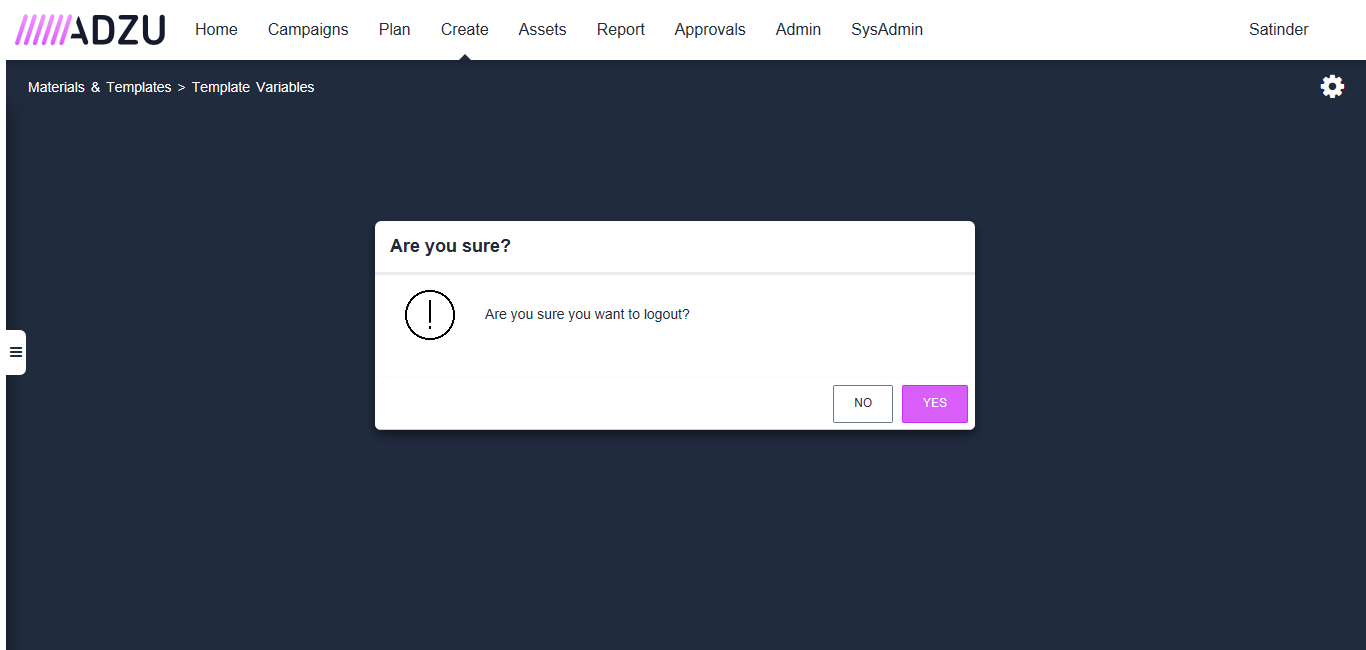 ADZU Home Campaigns Plan Create Assets Report Approvals Admin SysAdmin Satinder
Materials & Templates > Template Variables
Are you sure?
Are you sure you want to logout?
NO YES